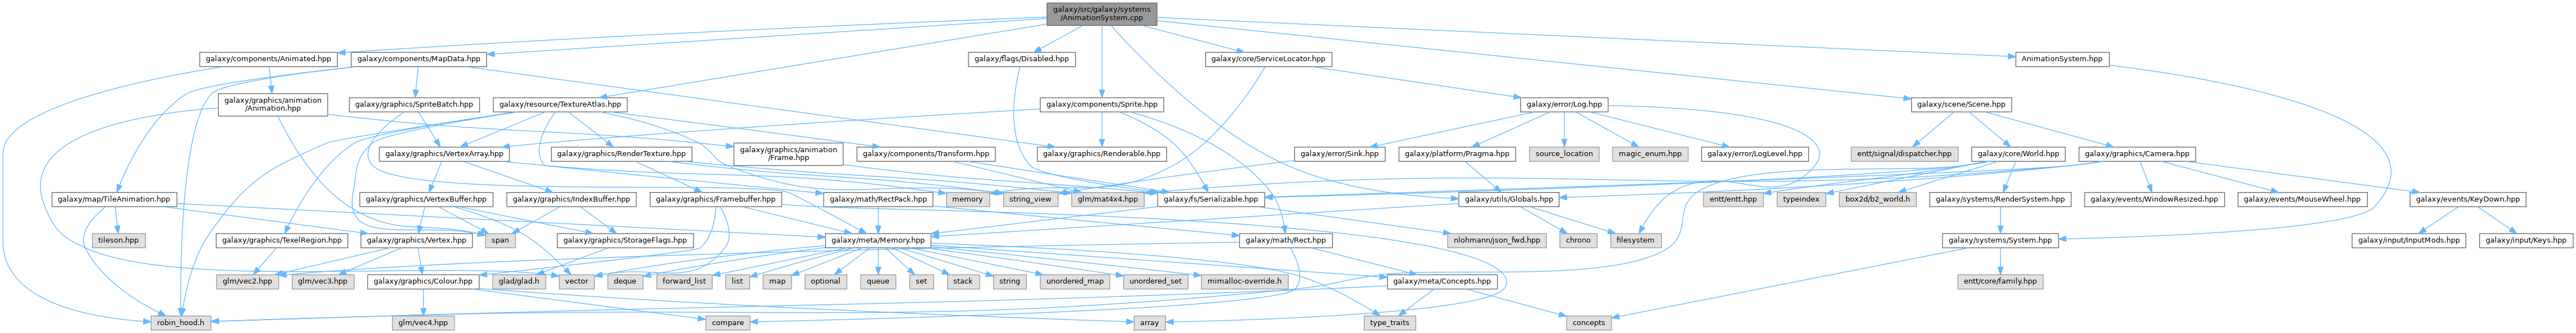 galaxy/src/galaxy/systems
/AnimationSystem.cpp
galaxy/components/Animated.hpp
galaxy/components/MapData.hpp
galaxy/flags/Disabled.hpp
galaxy/core/ServiceLocator.hpp
AnimationSystem.hpp
galaxy/graphics/animation
/Animation.hpp
galaxy/graphics/SpriteBatch.hpp
galaxy/resource/TextureAtlas.hpp
galaxy/components/Sprite.hpp
galaxy/error/Log.hpp
galaxy/scene/Scene.hpp
galaxy/graphics/VertexArray.hpp
galaxy/graphics/RenderTexture.hpp
galaxy/graphics/animation
/Frame.hpp
galaxy/components/Transform.hpp
galaxy/graphics/Renderable.hpp
galaxy/error/Sink.hpp
galaxy/platform/Pragma.hpp
source_location
magic_enum.hpp
galaxy/error/LogLevel.hpp
entt/signal/dispatcher.hpp
galaxy/core/World.hpp
galaxy/graphics/Camera.hpp
galaxy/map/TileAnimation.hpp
galaxy/graphics/VertexBuffer.hpp
galaxy/graphics/IndexBuffer.hpp
galaxy/graphics/Framebuffer.hpp
galaxy/math/RectPack.hpp
memory
string_view
glm/mat4x4.hpp
galaxy/fs/Serializable.hpp
galaxy/utils/Globals.hpp
entt/entt.hpp
typeindex
box2d/b2_world.h
galaxy/systems/RenderSystem.hpp
galaxy/events/WindowResized.hpp
galaxy/events/MouseWheel.hpp
galaxy/events/KeyDown.hpp
tileson.hpp
galaxy/graphics/TexelRegion.hpp
galaxy/graphics/Vertex.hpp
span
galaxy/graphics/StorageFlags.hpp
galaxy/meta/Memory.hpp
galaxy/math/Rect.hpp
nlohmann/json_fwd.hpp
chrono
filesystem
galaxy/systems/System.hpp
galaxy/input/InputMods.hpp
galaxy/input/Keys.hpp
glm/vec2.hpp
glm/vec3.hpp
galaxy/graphics/Colour.hpp
glad/glad.h
vector
deque
forward_list
list
map
optional
queue
set
stack
string
unordered_map
unordered_set
mimalloc-override.h
galaxy/meta/Concepts.hpp
entt/core/family.hpp
robin_hood.h
glm/vec4.hpp
compare
array
type_traits
concepts